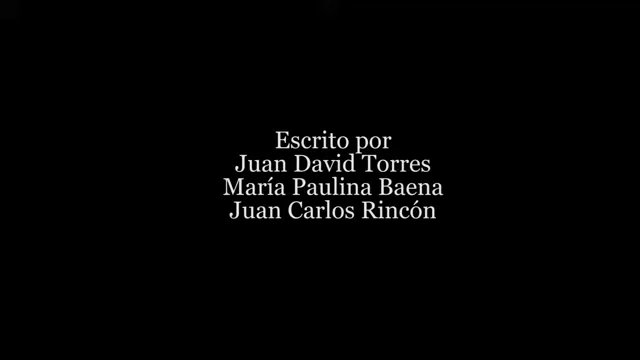 Escrito por
Juan David Torres
María Paulina Baena
Juan Carlos Rincón